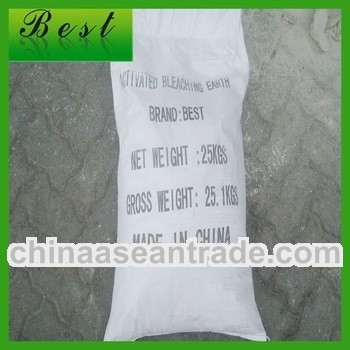 Best
ACTIVATED BLEACHING EARTH
BRAND:BEST
NET WEIGHT :25KGS
GROSS WEIGHT: 25.1KGS
MADE IN CHINA
chinaaseantrade.com